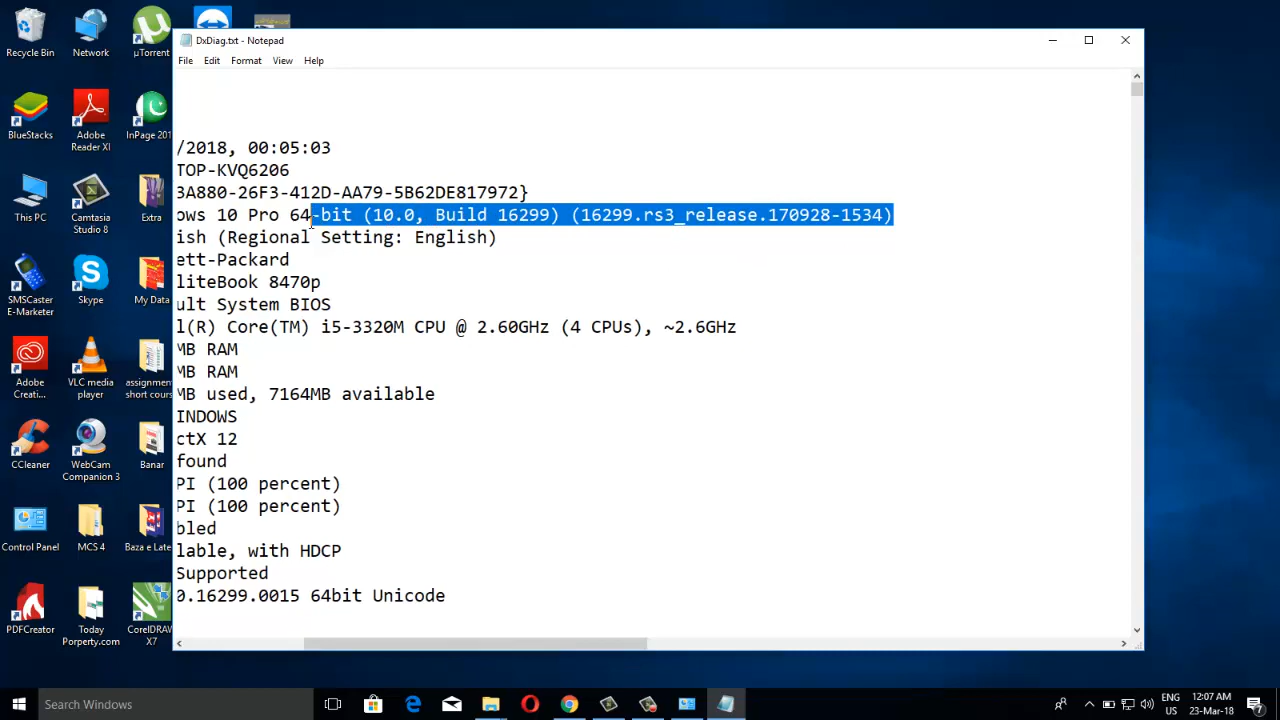 Recycle Bin
Network
µTorrent
BlueStacks
Adobe
Reader XI
InPage 201
This PC
Camtasia
Studio 8
Extra
SMSCaster
E-Marketer
Skype
My Data
Adobe
Creati...
VLC media
player
assignment
short cours
CCleaner
WebCam
Companion 3
Banar
Control Panel
MCS 4
Baza e Late
PDFCreator
Today
Porperty.com
CorelDRAW
X7
DxDiag.txt - Notepad
File Edit Format View Help
/2018, 00:05:03
TOP-KVQ6206
3A880-26F3-412D-AA79-5B62DE817972}
ows 10 Pro 64-bit (10.0, Build 16299) (16299.rs3_release.170928-1534)
ish (Regional Setting: English)
ett-Packard
liteBook 8470p
ult System BIOS
l(R) Core(TM) i5-3320M CPU @ 2.60GHz (4 CPUs), ~2.6GHz
MB RAM
MB RAM
MB used, 7164MB available
INDOWS
ctX 12
found
PI (100 percent)
PI (100 percent)
bled
lable, with HDCP
Supported
0.16299.0015 64bit Unicode
Search Windows
ENG
US
12:07 AM
23-Mar-18
7